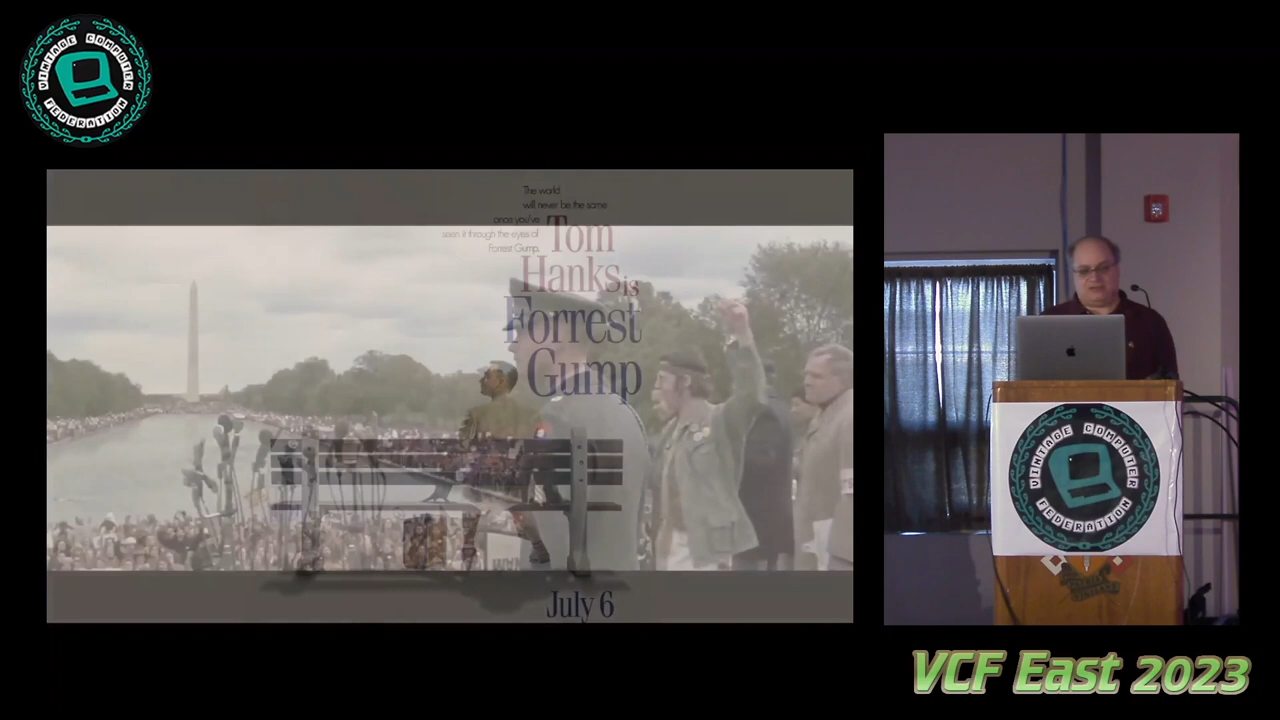 VINTAGE COMPUTER
FEDERATION
The world
will never be the same
once you've
seen it through the eyes of
Forrest Gump.
Tom
Hanks is
Forrest
Gump
July 6
VINTAGE COMPUTER
FEDERATION
VCF East 2023